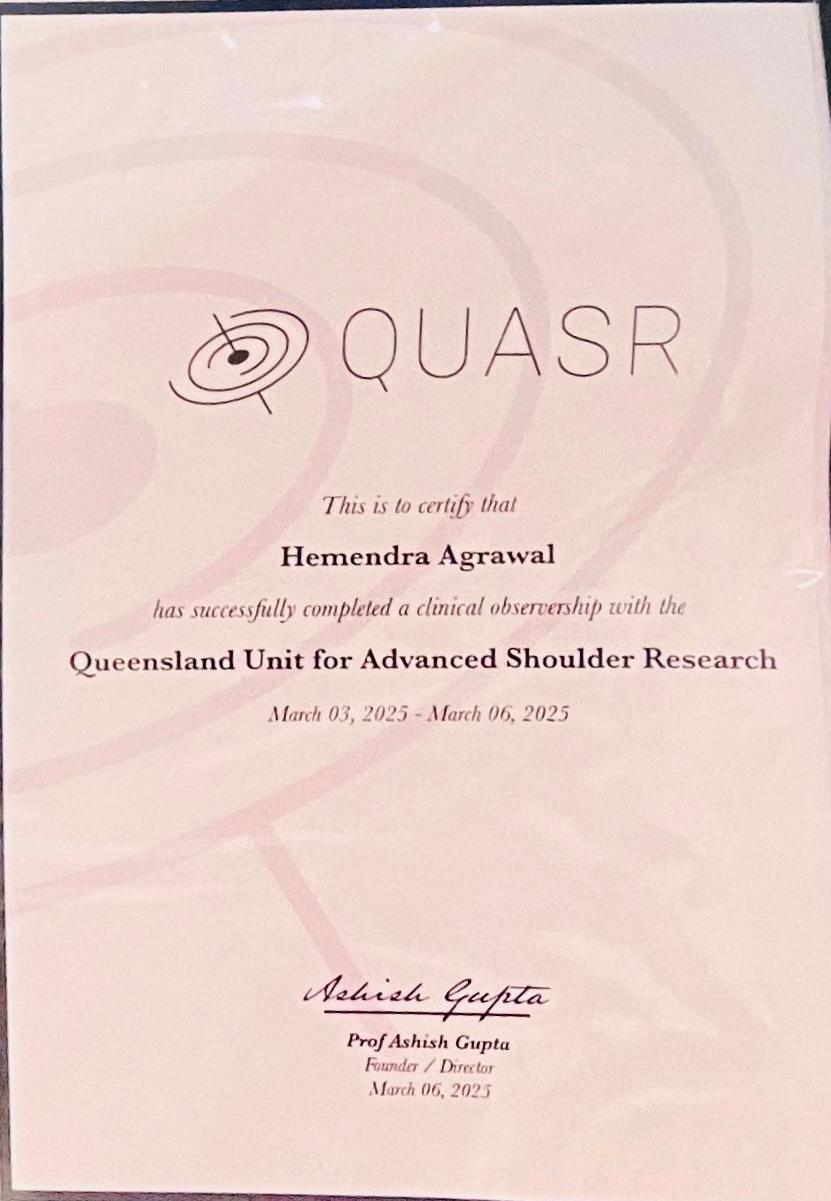 QUASR
This is to certify that
Hemendra Agrawal
has successfully completed a clinical observership with the
Queensland Unit for Advanced Shoulder Research
March 03, 2025 - March 06, 2025
Ashish Gupta
Prof Ashish Gupta
Founder / Director
March 06, 2025